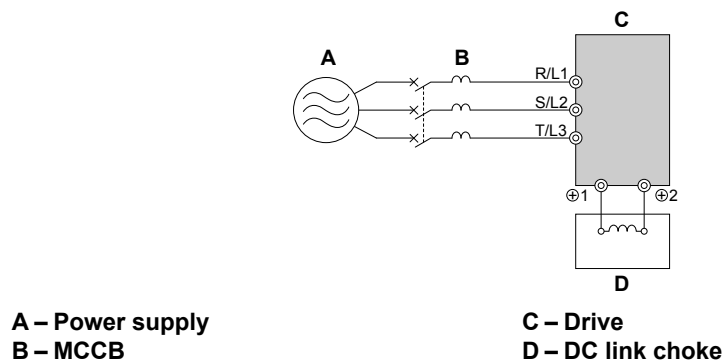 C
A
B
R/L1
S/L2
T/L3
⊕1
⊕2
D
A – Power supply
B – MCCB
C – Drive
D – DC link choke